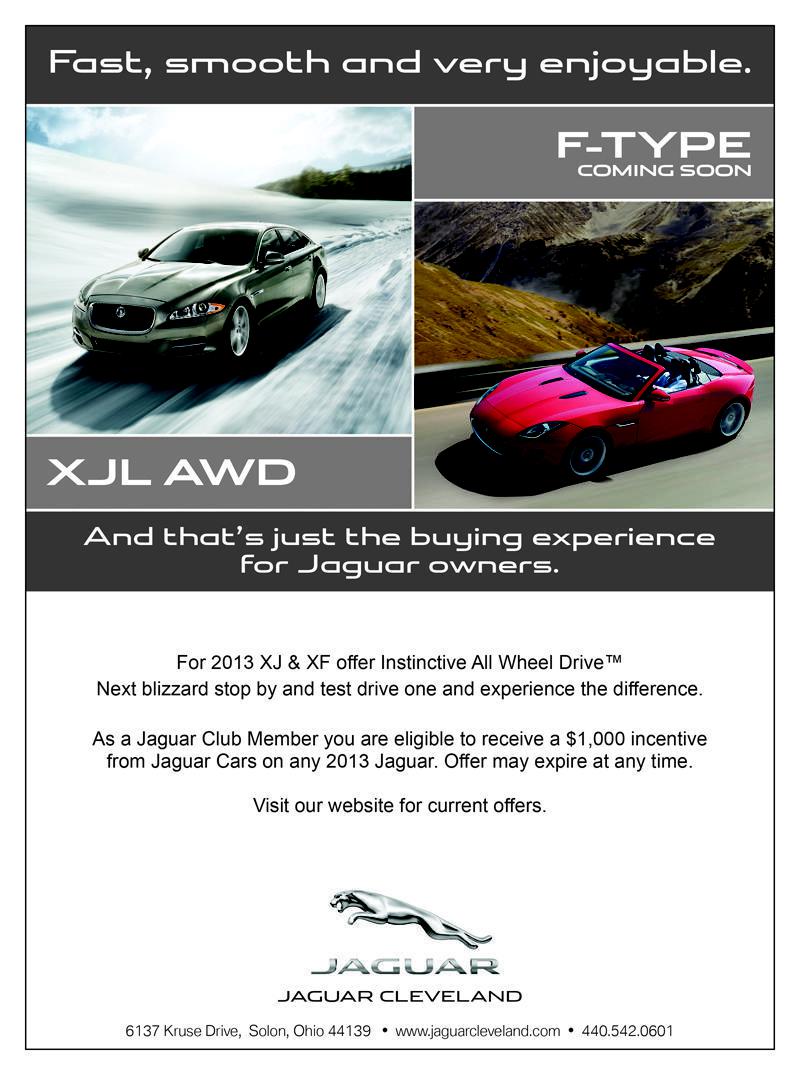 Fast, smooth and very enjoyable.
F-TYPE
COMING SOON
XJL AWD
And that's just the buying experience
for Jaguar owners.
For 2013 XJ & XF offer Instinctive All Wheel Drive™
Next blizzard stop by and test drive one and experience the difference.
As a Jaguar Club Member you are eligible to receive a $1,000 incentive
from Jaguar Cars on any 2013 Jaguar. Offer may expire at any time.
Visit our website for current offers.
JAGUAR
JAGUAR CLEVELAND
6137 Kruse Drive, Solon, Ohio 44139 • www.jaguarcleveland.com • 440.542.0601